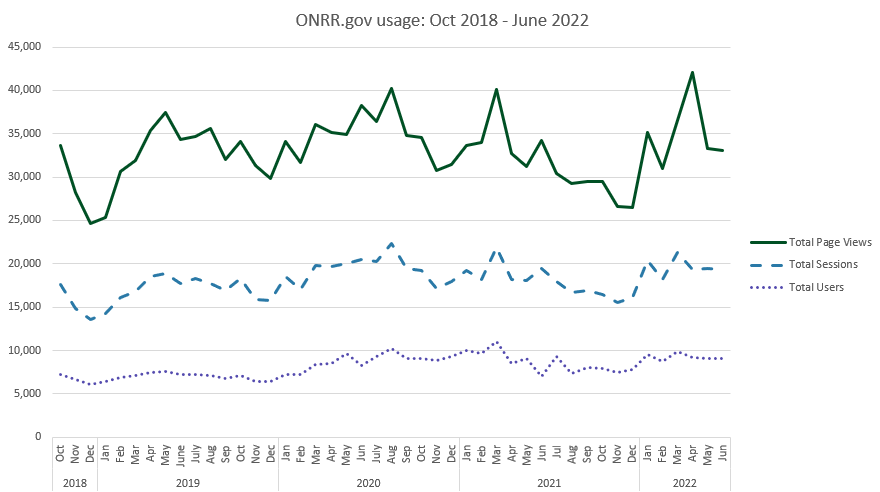 ONRR.gov usage: Oct 2018 - June 2022
45,000
40,000
35,000
30,000
25,000
20,000
15,000
10,000
5,000
0
Total Page Views
Total Sessions
Total Users
Oct Nov Dec Jan Feb Mar Apr May June July Aug Sep Oct Nov Dec Jan Feb Mar Apr May Jun July Aug Sep Oct Nov Dec Jan Feb Mar Apr May Jun Jul Aug Sep Oct Nov Dec Jan Feb Mar Apr May Jun
2018 2019 2020 2021 2022